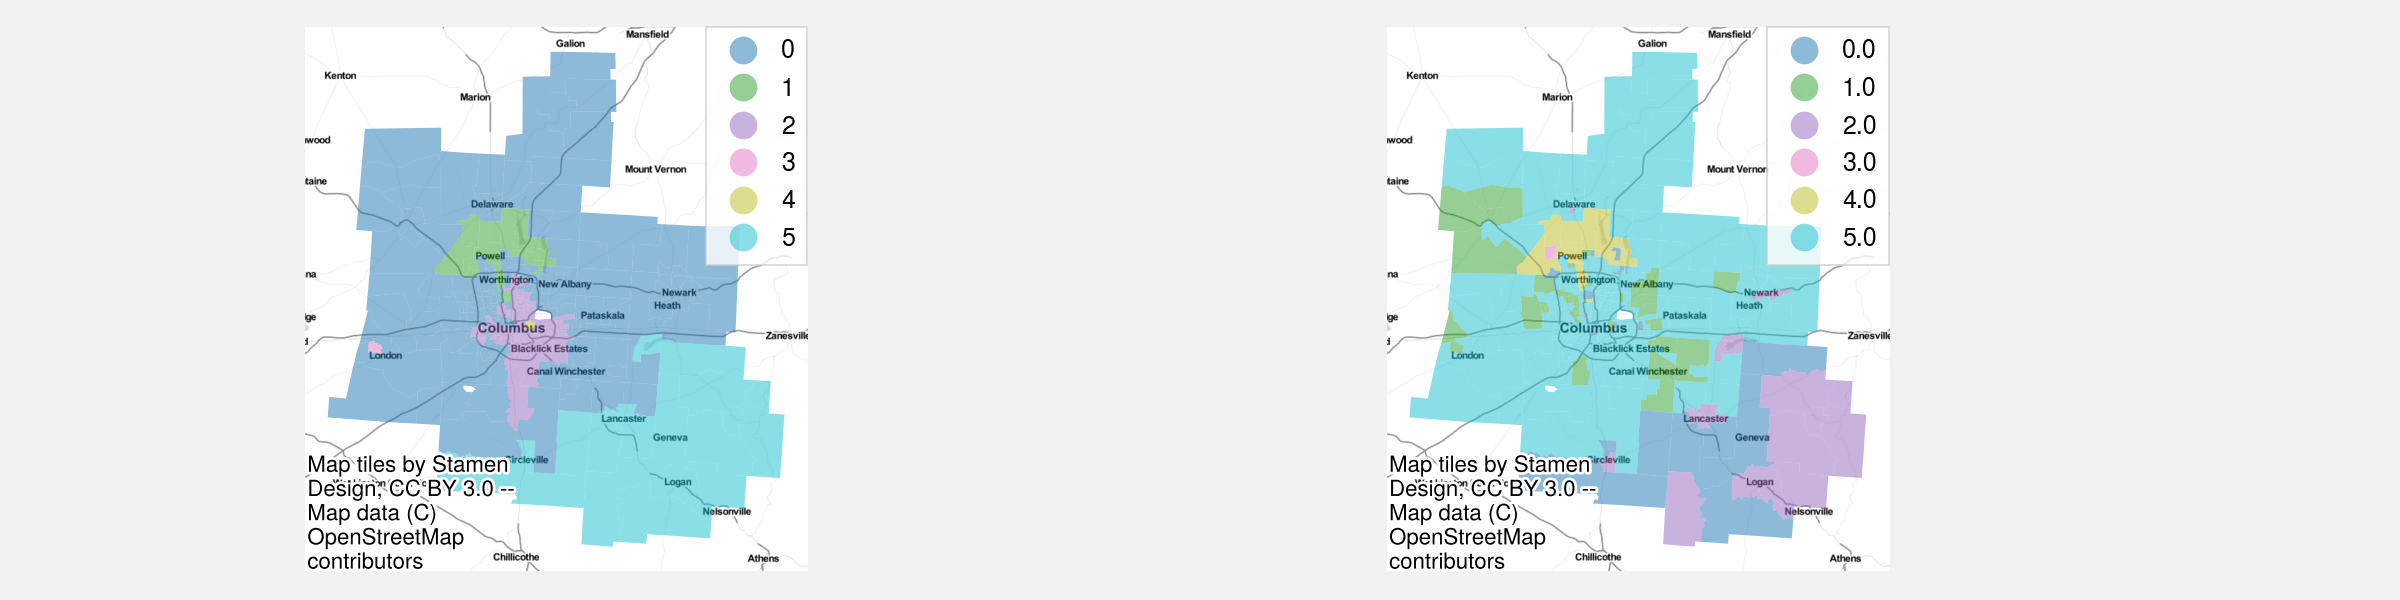 Mansfield
Galion
0
Kenton
1
Marion
2
wood
3
Mount Vernon
taine
4
Delaware
5
Powell
na
Worthington
New Albany
Newark
Heath
ge
Pataskala
Columbus
Zanesville
d
London
Blacklick Estates
Canal Winchester
Lancaster
Geneva
Circleville
Map tiles by Stamen
Design, CC BY 3.0 --
Map data (C)
OpenStreetMap
contributors
Logan
Nelsonville
Chillicothe
Athens
Mansfield
Galion
0.0
Kenton
1.0
Marion
2.0
wood
3.0
Mount Vernon
taine
4.0
Delaware
5.0
Powell
na
Worthington
New Albany
Newark
Heath
ge
Pataskala
Columbus
Zanesville
d
London
Blacklick Estates
Canal Winchester
Lancaster
Geneva
Circleville
Map tiles by Stamen
Design, CC BY 3.0 --
Map data (C)
OpenStreetMap
contributors
Logan
Nelsonville
Chillicothe
Athens